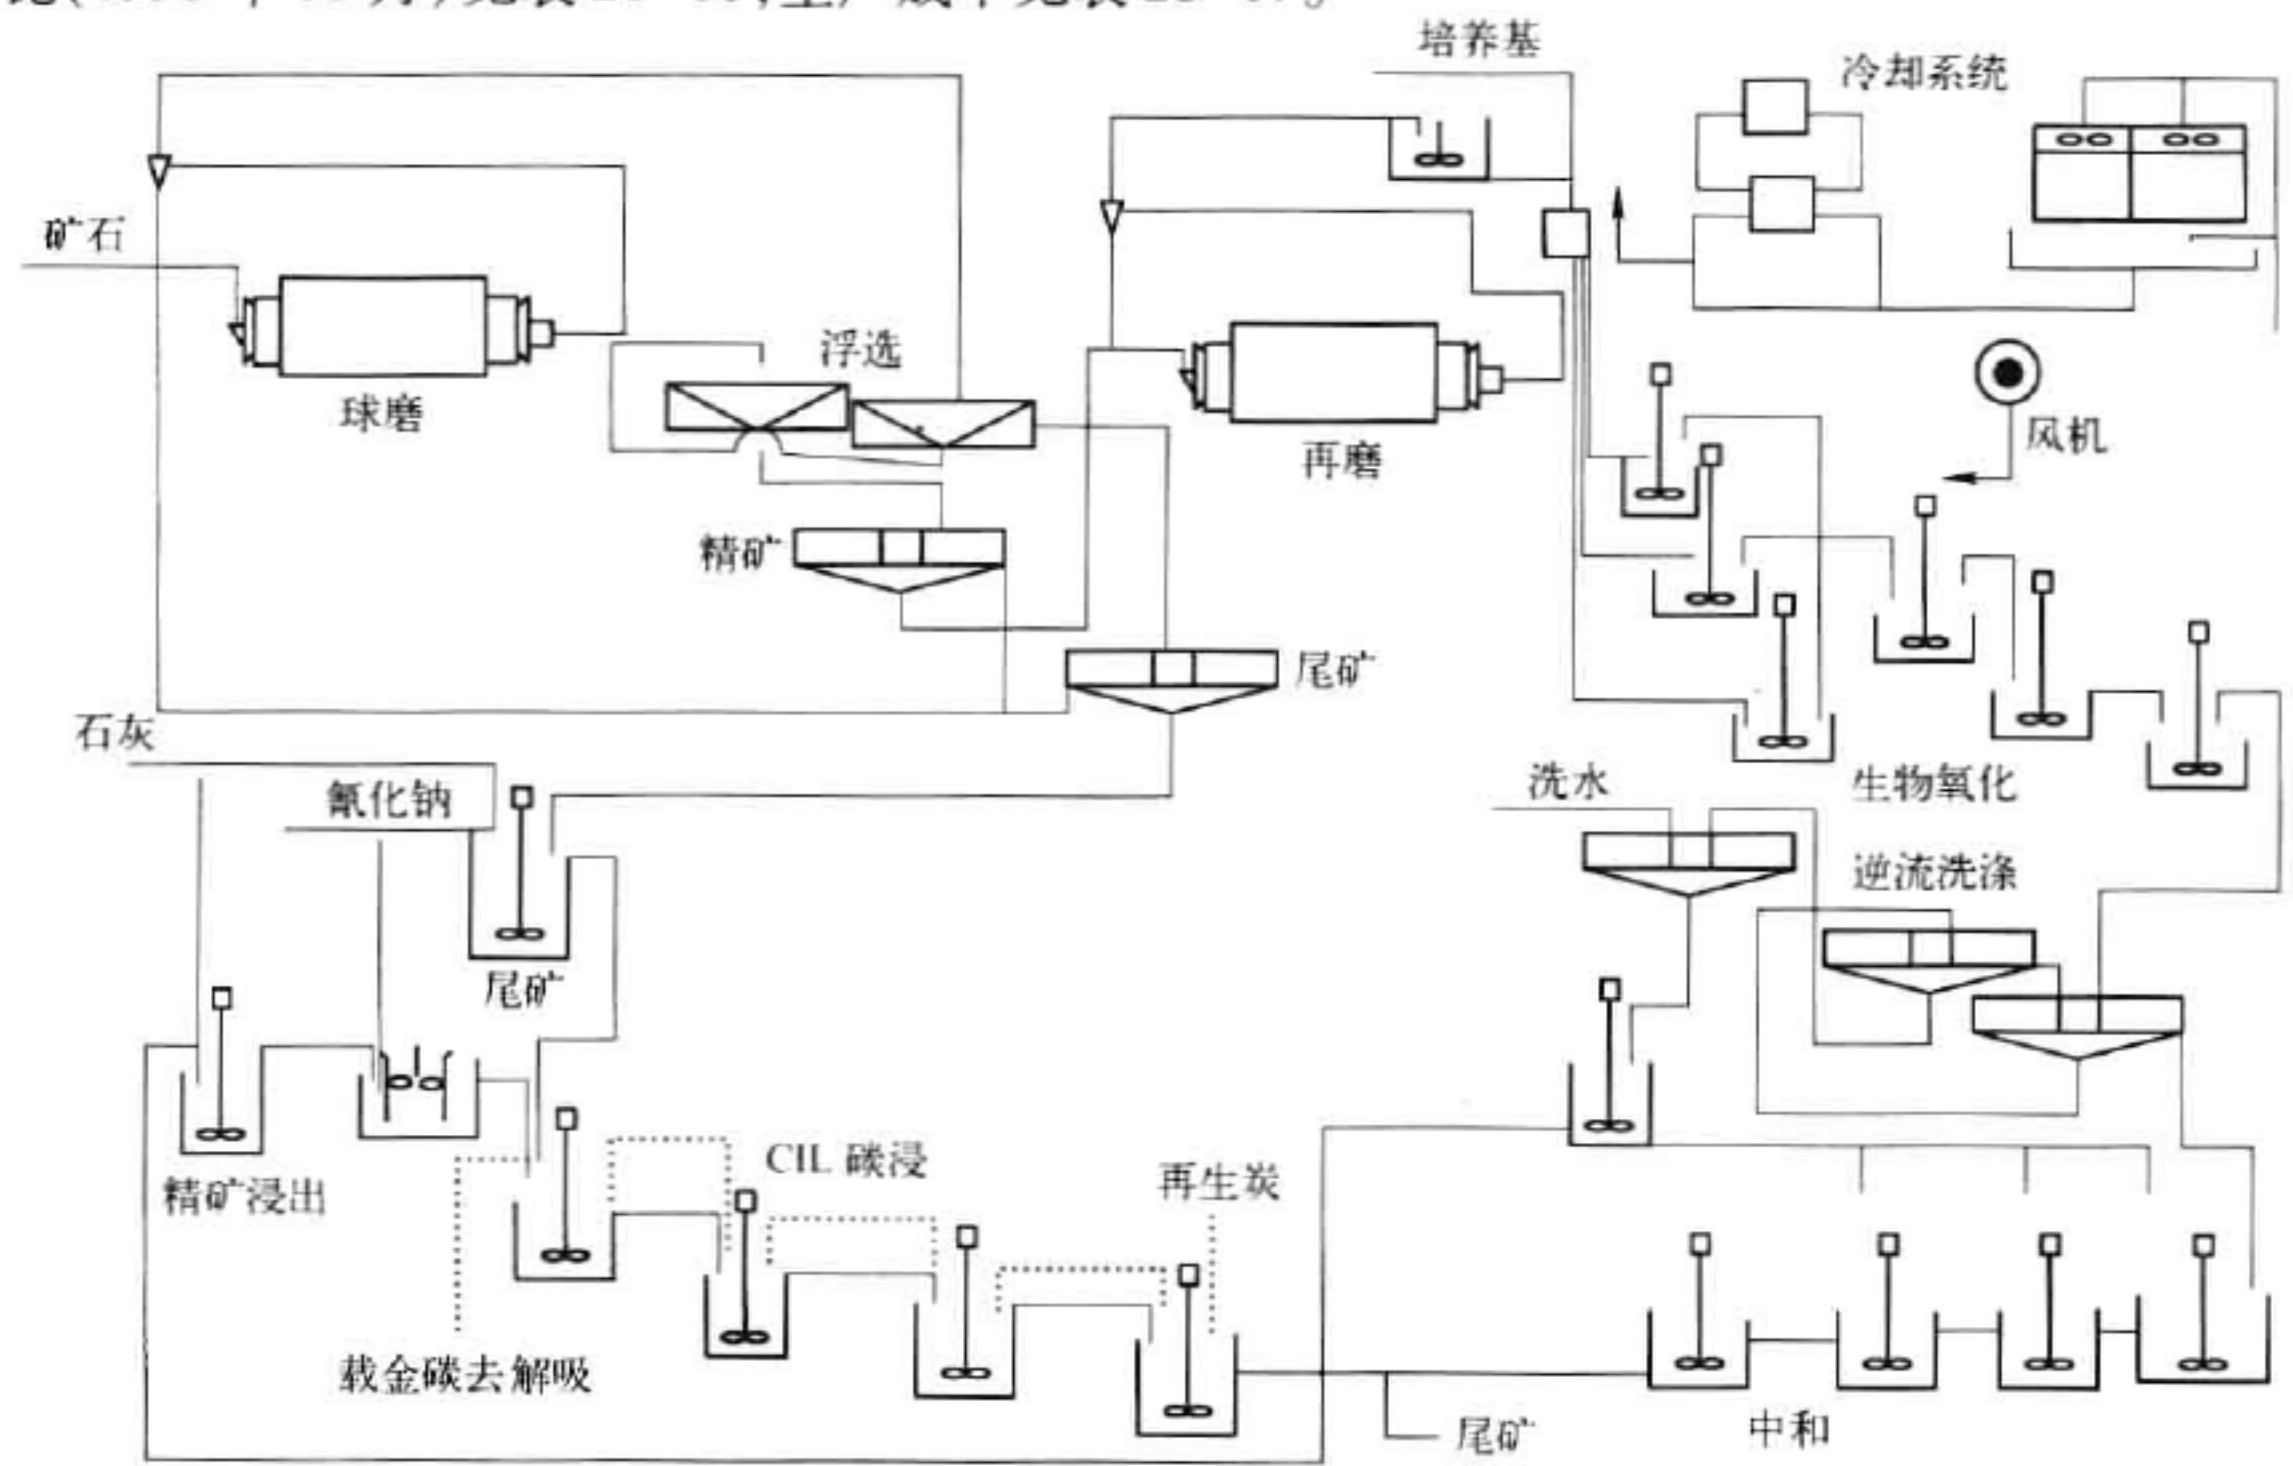 培养基
冷却系统
矿石
浮选
球磨
再磨
风机
精矿
尾矿
石灰
氰化钠
洗水
生物氧化
逆流洗涤
尾矿
CIL 碳浸
再生炭
精矿浸出
载金碳去解吸
尾矿
中和